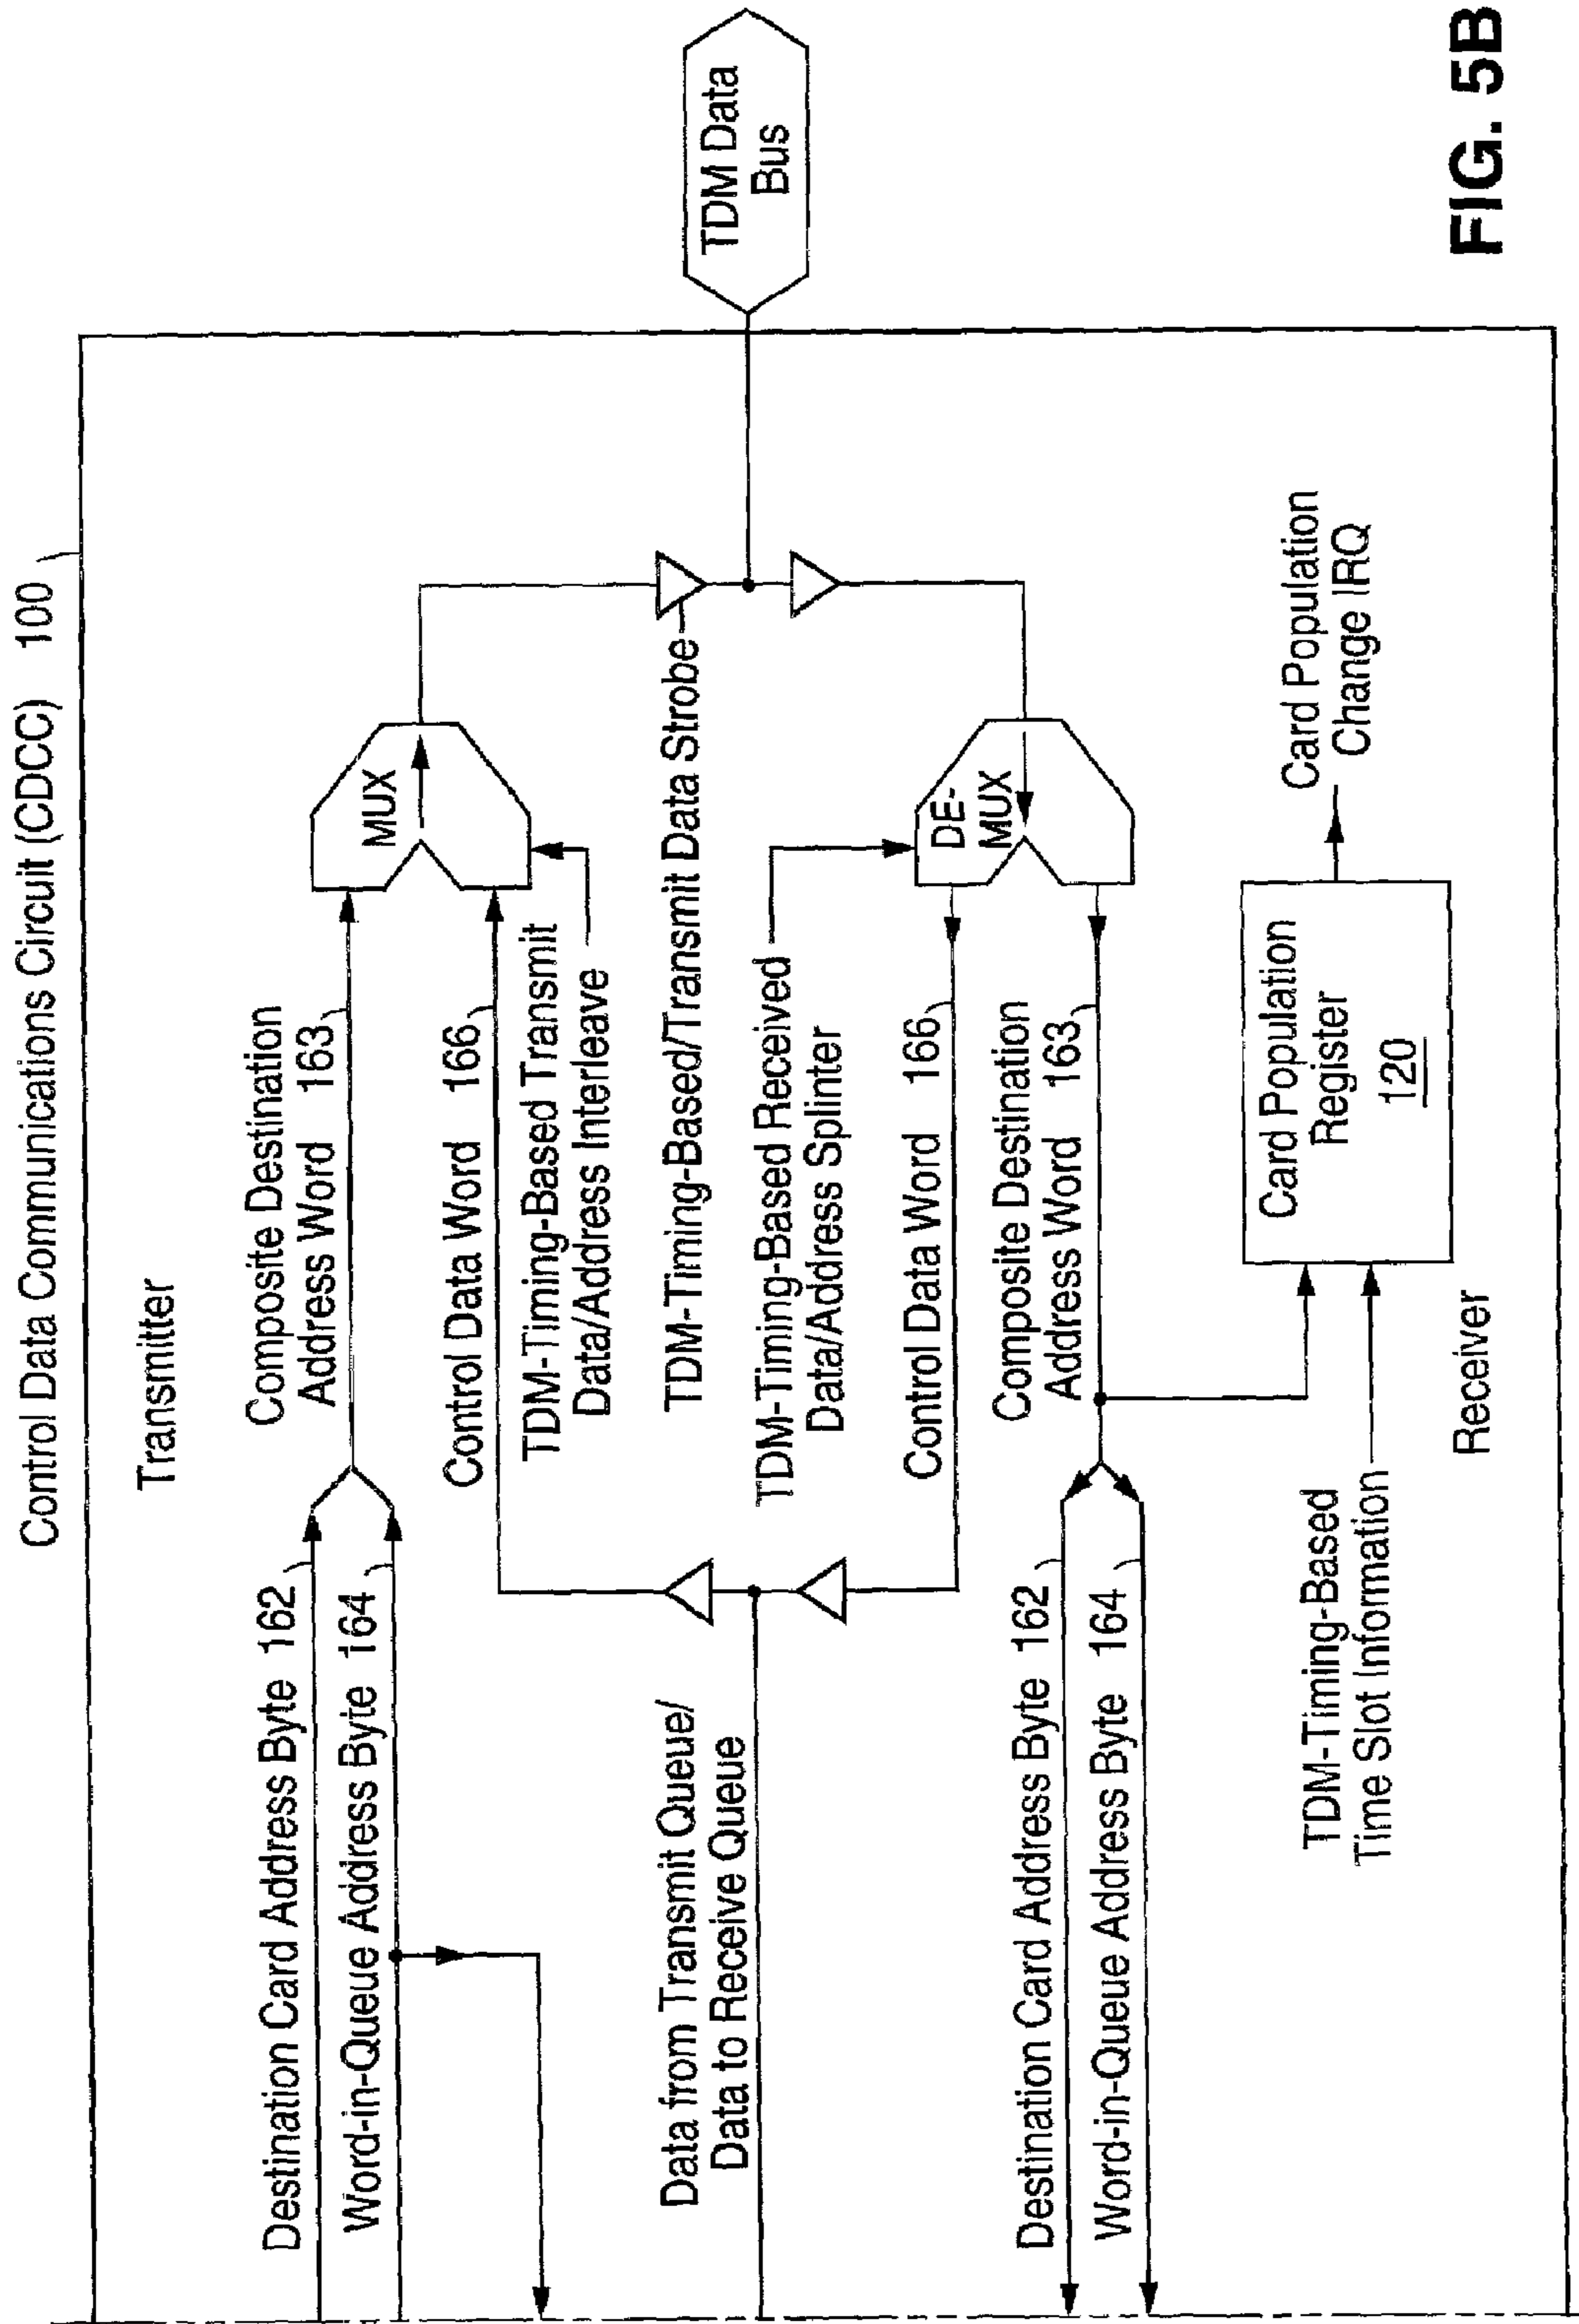 Control Data Communications Circuit (CDCC) 100
Transmitter
Destination Card Address Byte 162
Word-in-Queue Address Byte 164
Composite Destination
Address Word 163
Control Data Word 166
MUX
TDM-Timing-Based Transmit
Data/Address Interleave
TDM-Timing-Based/Transmit Data Strobe
TDM Data
Bus
Data from Transmit Queue/
Data to Receive Queue
TDM-Timing-Based Received
Data/Address Splinter
DE-
MUX
Control Data Word 166
Composite Destination
Address Word 163
Destination Card Address Byte 162
Word-in-Queue Address Byte 164
Card Population
Register
120
Card Population
Change IRQ
TDM-Timing-Based
Time Slot Information
Receiver
FIG. 5B